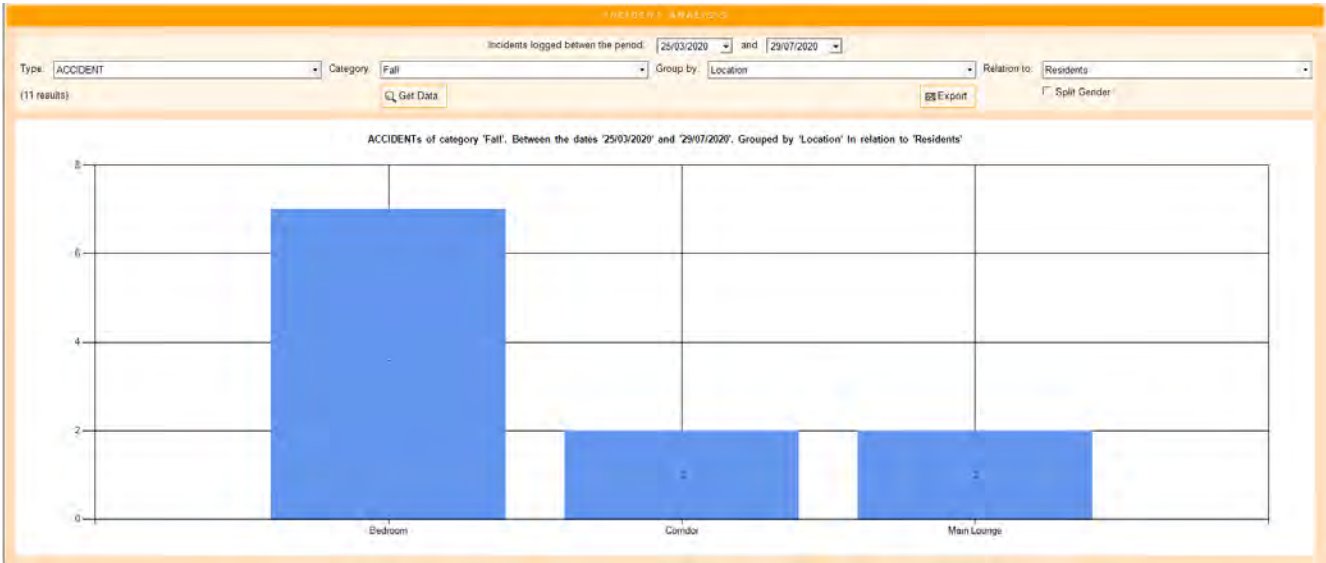 INCIDENT ANALYSIS
Incidents logged betwen the period: 25/03/2020 and 29/07/2020
Type: ACCIDENT Category: Fall Group by: Location Relation to: Residents
(11 results) Get Data Export Split Gender
ACCIDENTs of category 'Fall'. Between the dates '25/03/2020' and '29/07/2020'. Grouped by 'Location' In relation to 'Residents'
8
6
4
2
2 2
0
Bedroom Corridor Main Lounge